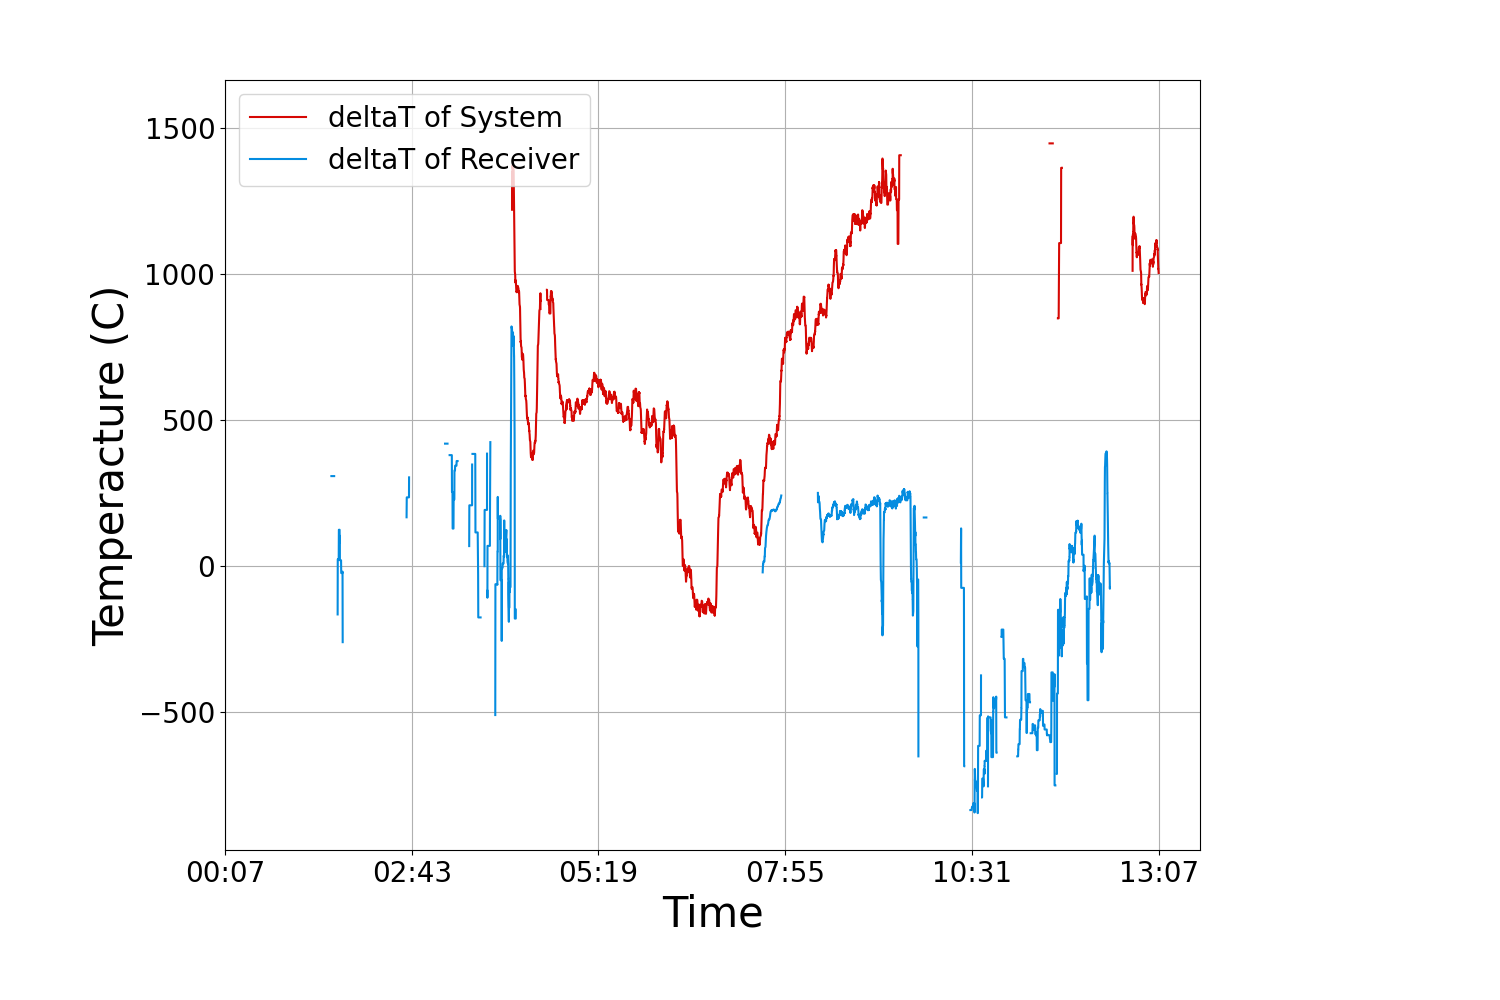 deltaT of System
deltaT of Receiver
1500
1000
500
0
−500
Temperacture (C)
00:07 02:43 05:19 07:55 10:31 13:07
Time